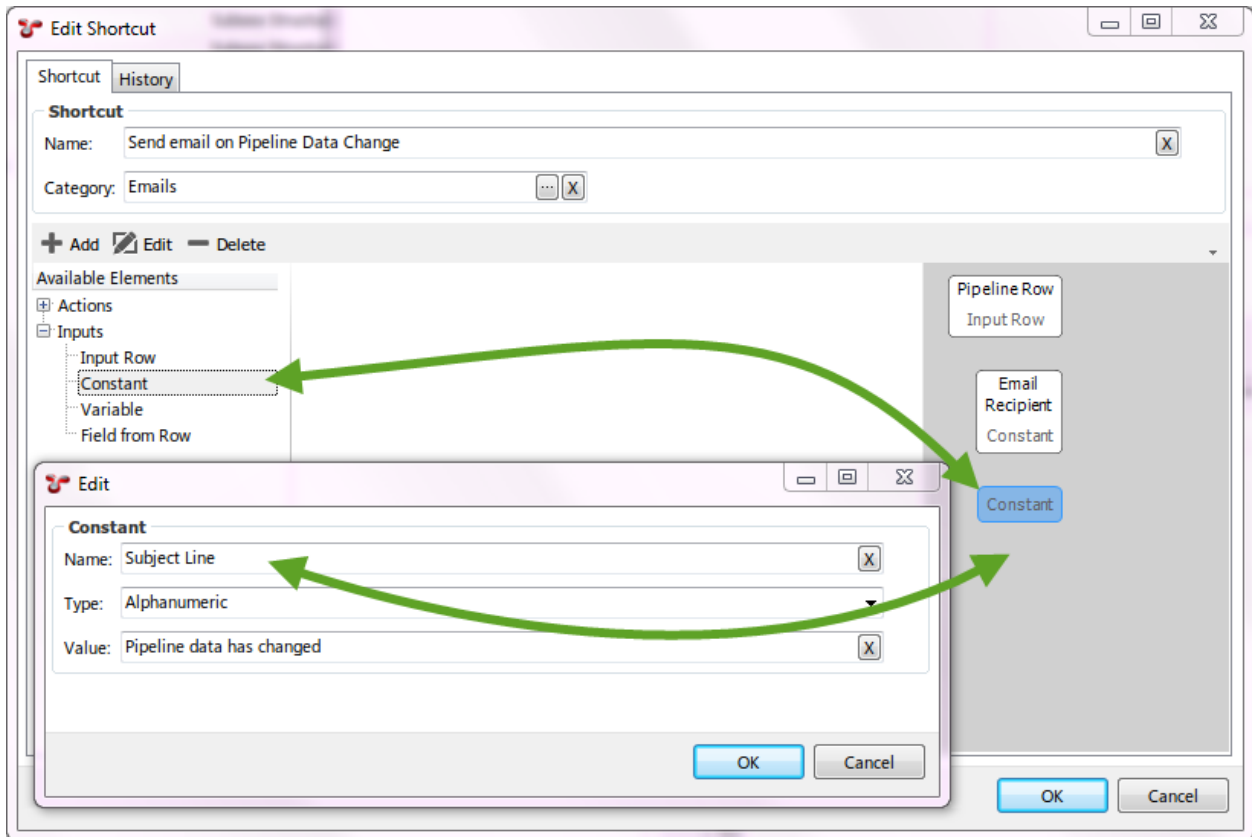 Edit Shortcut
Shortcut History
Shortcut
Name: Send email on Pipeline Data Change X
Category: Emails ... X
Add Edit Delete
Available Elements
Actions
Inputs
Input Row
Constant
Variable
Field from Row
Pipeline Row
Input Row
Email
Recipient
Constant
Constant
Edit
Constant
Name: Subject Line X
Type: Alphanumeric
Value: Pipeline data has changed X
OK Cancel
OK Cancel